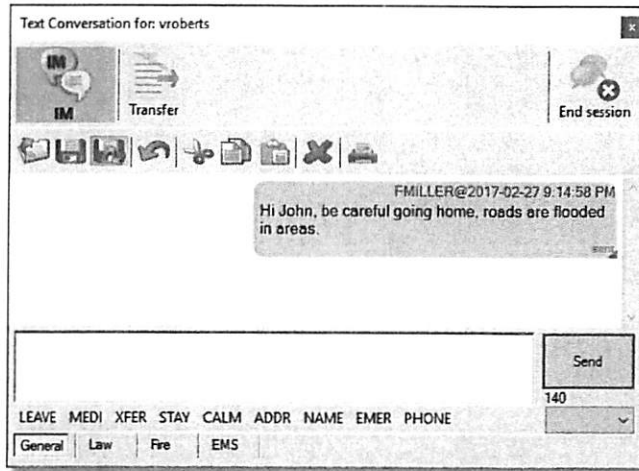 Text Conversation for: vroberts
x
IM
IM
Transfer
End session
FMILLER@2017-02-27 9:14:58 PM
Hi John, be careful going home, roads are flooded
in areas.
140
Send
LEAVE MEDI XFER STAY CALM ADDR NAME EMER PHONE
General Law Fire EMS